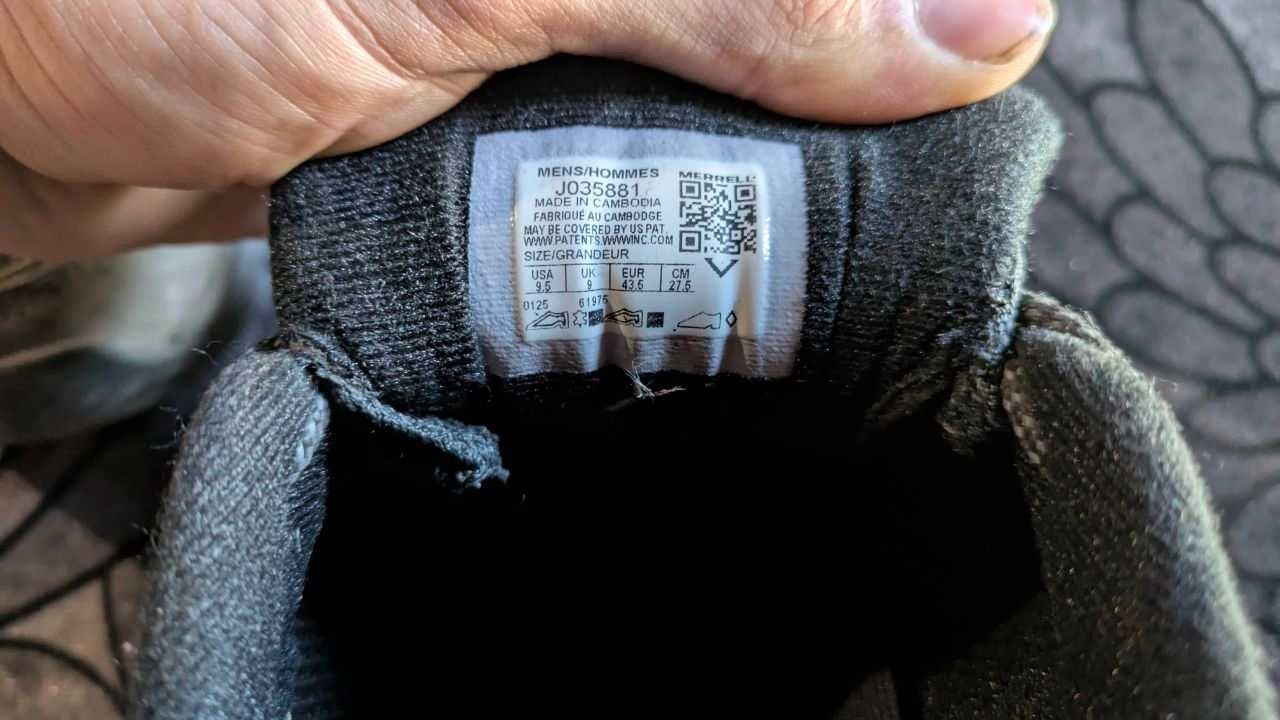 MENS/HOMMES
MERRELL
J035881
MADE IN CAMBODIA
FABRIQUÉ AU CAMBODGE
MAY BE COVERED BY US PAT.
WWW.PATENTS.WWWINC.COM
SIZE/GRANDEUR
USA UK EUR CM
9.5 9 43.5 27.5
0125 61975